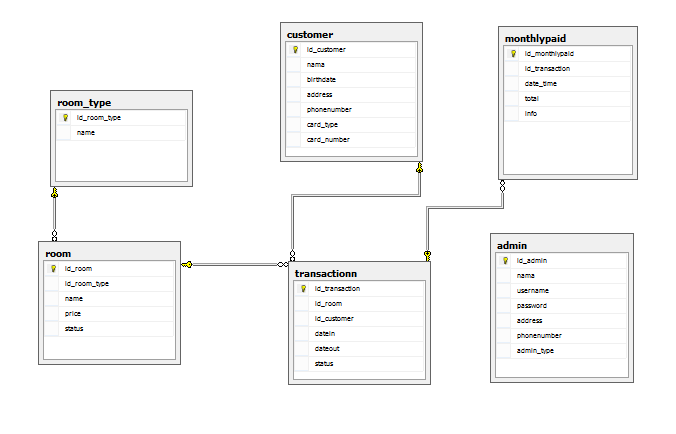 customer
id_customer
nama
birthdate
address
phonenumber
card_type
card_number
monthlypaid
id_monthlypaid
id_transaction
date_time
total
info
room_type
id_room_type
name
room
id_room
id_room_type
name
price
status
transactionn
id_transaction
id_room
id_customer
datein
dateout
status
admin
id_admin
nama
username
password
address
phonenumber
admin_type